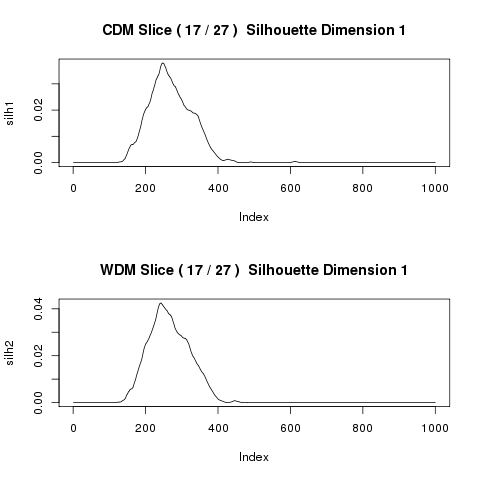 CDM Slice ( 17 / 27 )  Silhouette Dimension 1
silh1
0.02
0.00
0 200 400 600 800 1000
Index
WDM Slice ( 17 / 27 )  Silhouette Dimension 1
silh2
0.04
0.02
0.00
0 200 400 600 800 1000
Index